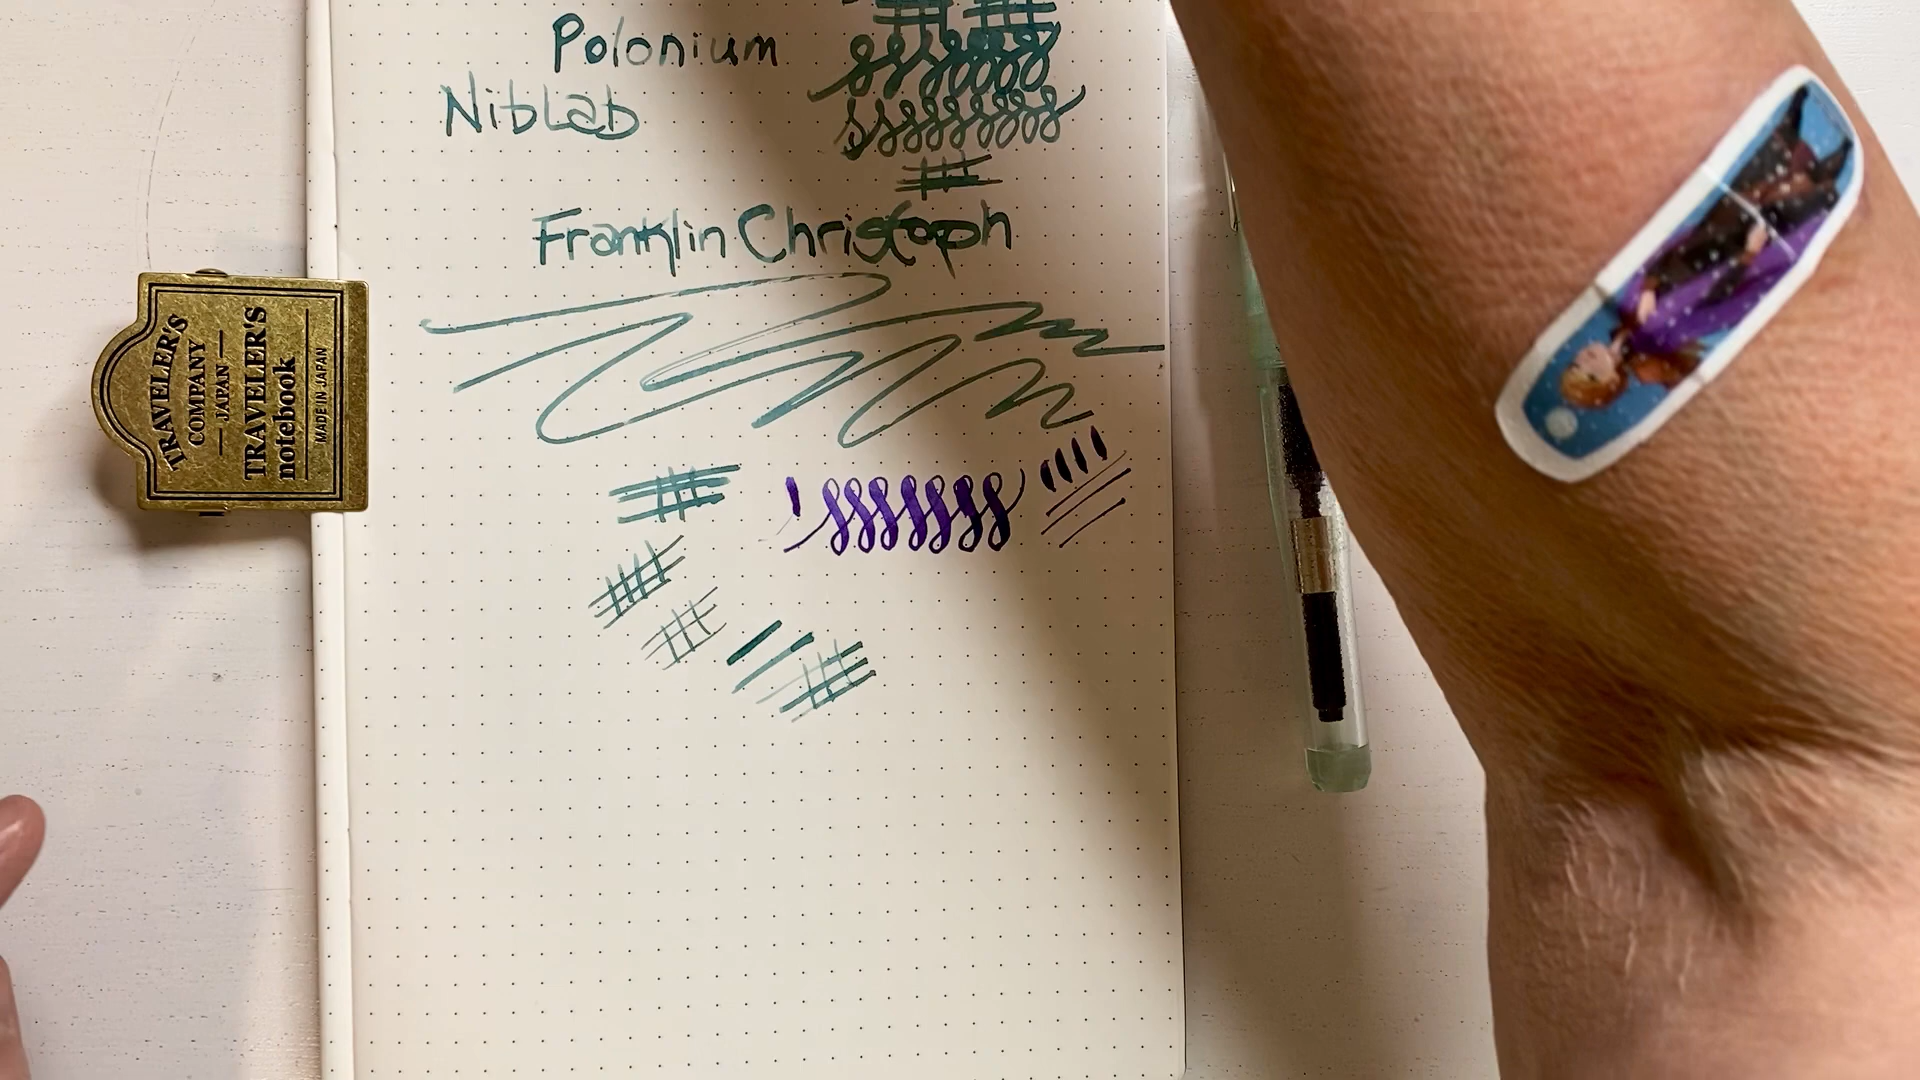 Polonium
NibLab
Franklin Christoph
TRAVELER'S
COMPANY
JAPAN
TRAVELER'S
notebook
MADE IN JAPAN